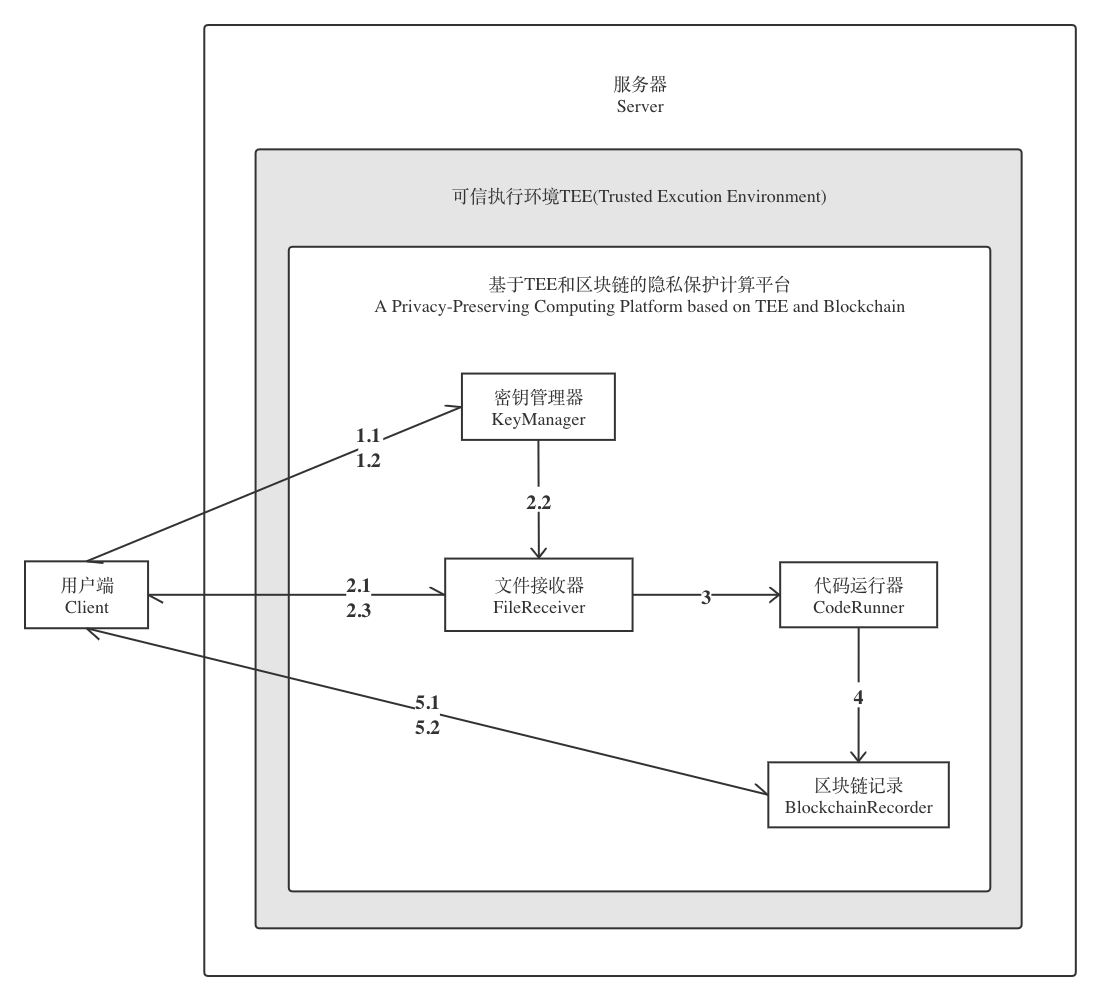 服务器
Server
可信执行环境TEE(Trusted Excution Environment)
基于TEE和区块链的隐私保护计算平台
A Privacy-Preserving Computing Platform based on TEE and Blockchain
密钥管理器
KeyManager
1.1
1.2
2.2
用户端
Client
2.1
2.3
文件接收器
FileReceiver
3
代码运行器
CodeRunner
5.1
5.2
4
区块链记录
BlockchainRecorder